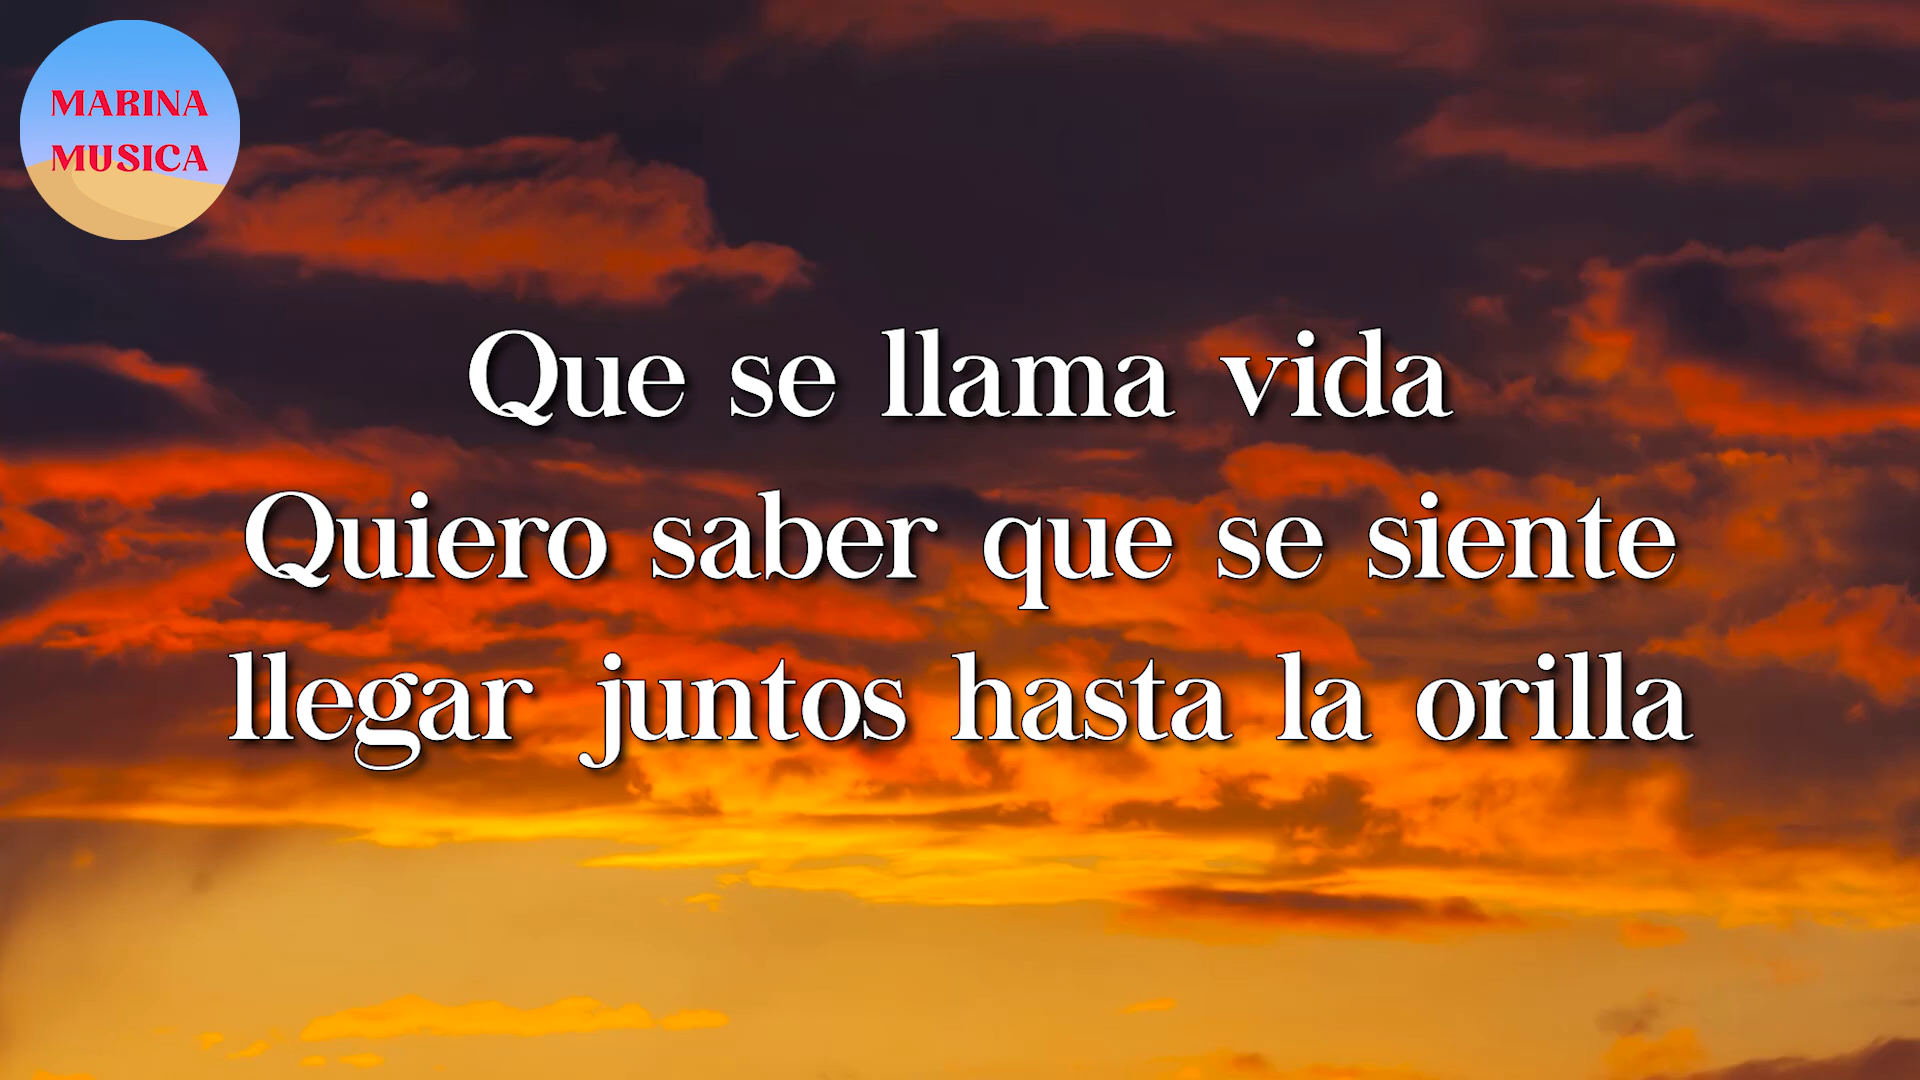 MARINA
MUSICA
Que se llama vida
Quiero saber que se siente
llegar juntos hasta la orilla